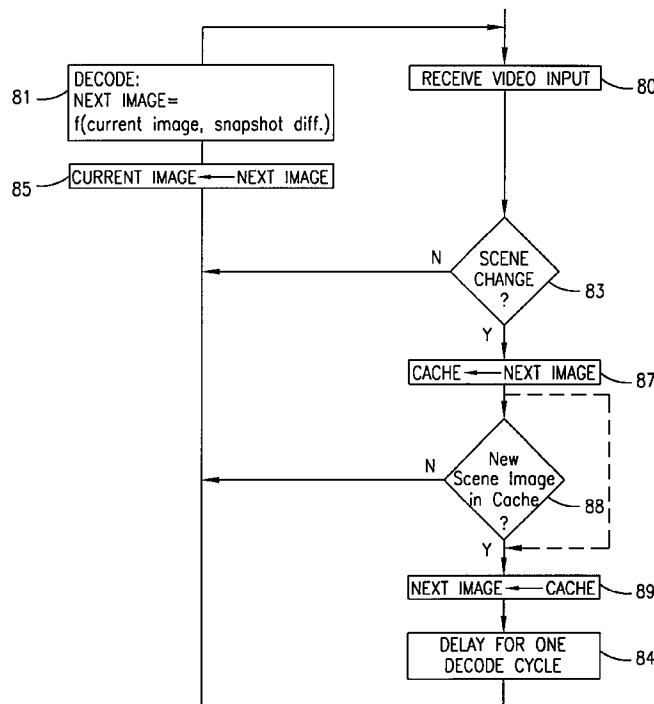 DECODE:
NEXT IMAGE=
f(current image, snapshot diff.)
81
RECEIVE VIDEO INPUT
80
CURRENT IMAGE ← NEXT IMAGE
85
SCENE
CHANGE
?
83
N
Y
CACHE ← NEXT IMAGE
87
New
Scene Image
in Cache
?
88
N
Y
NEXT IMAGE ← CACHE
89
DELAY FOR ONE
DECODE CYCLE
84